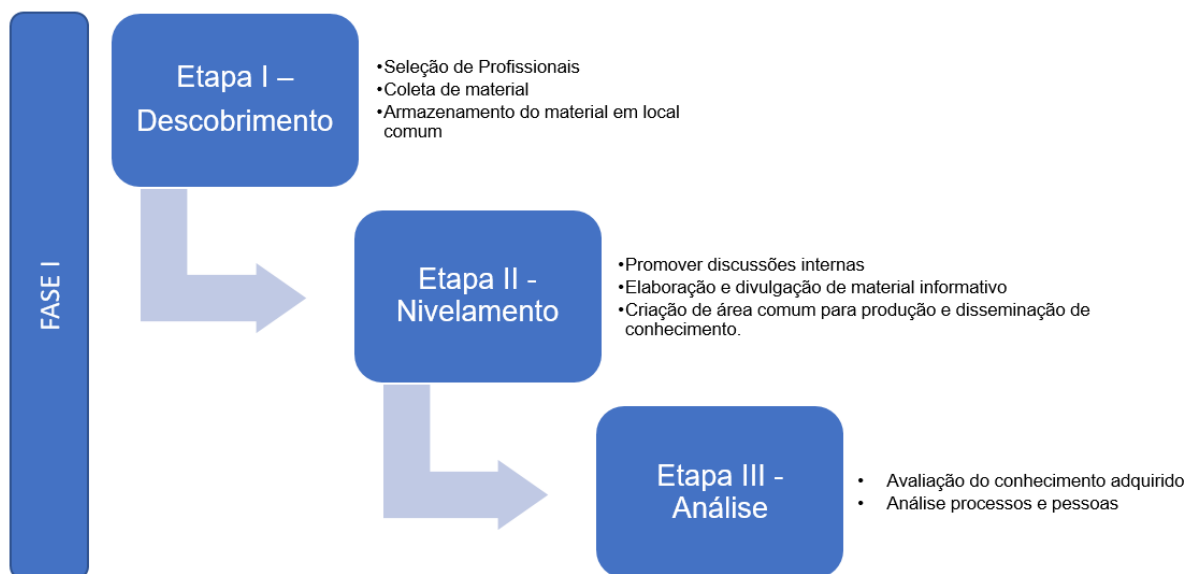 FASE I
Etapa I –
Descobrimento
•Seleção de Profissionais
•Coleta de material
•Armazenamento do material em local
comum
Etapa II -
Nivelamento
•Promover discussões internas
•Elaboração e divulgação de material informativo
•Criação de área comum para produção e disseminação de
conhecimento.
Etapa III -
Análise
• Avaliação do conhecimento adquirido
• Análise processos e pessoas